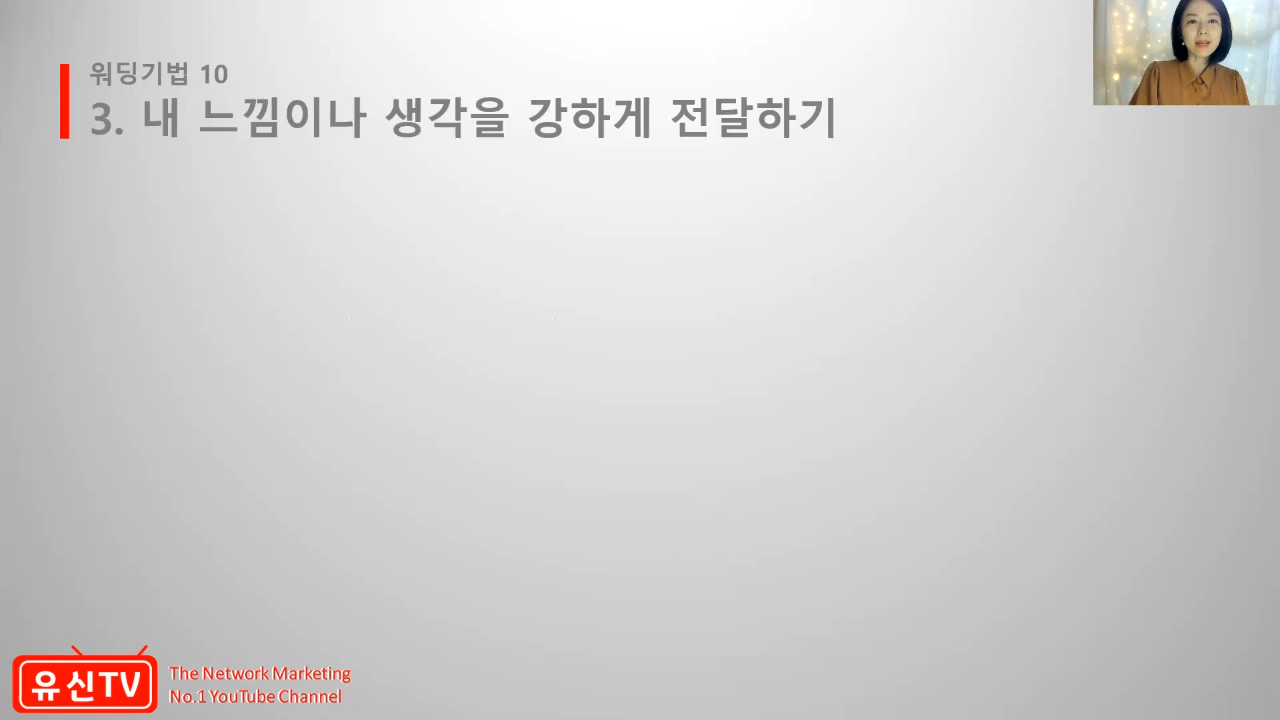 워딩기법 10
3. 내 느낌이나 생각을 강하게 전달하기
유신TV
The Network Marketing
No.1 YouTube Channel